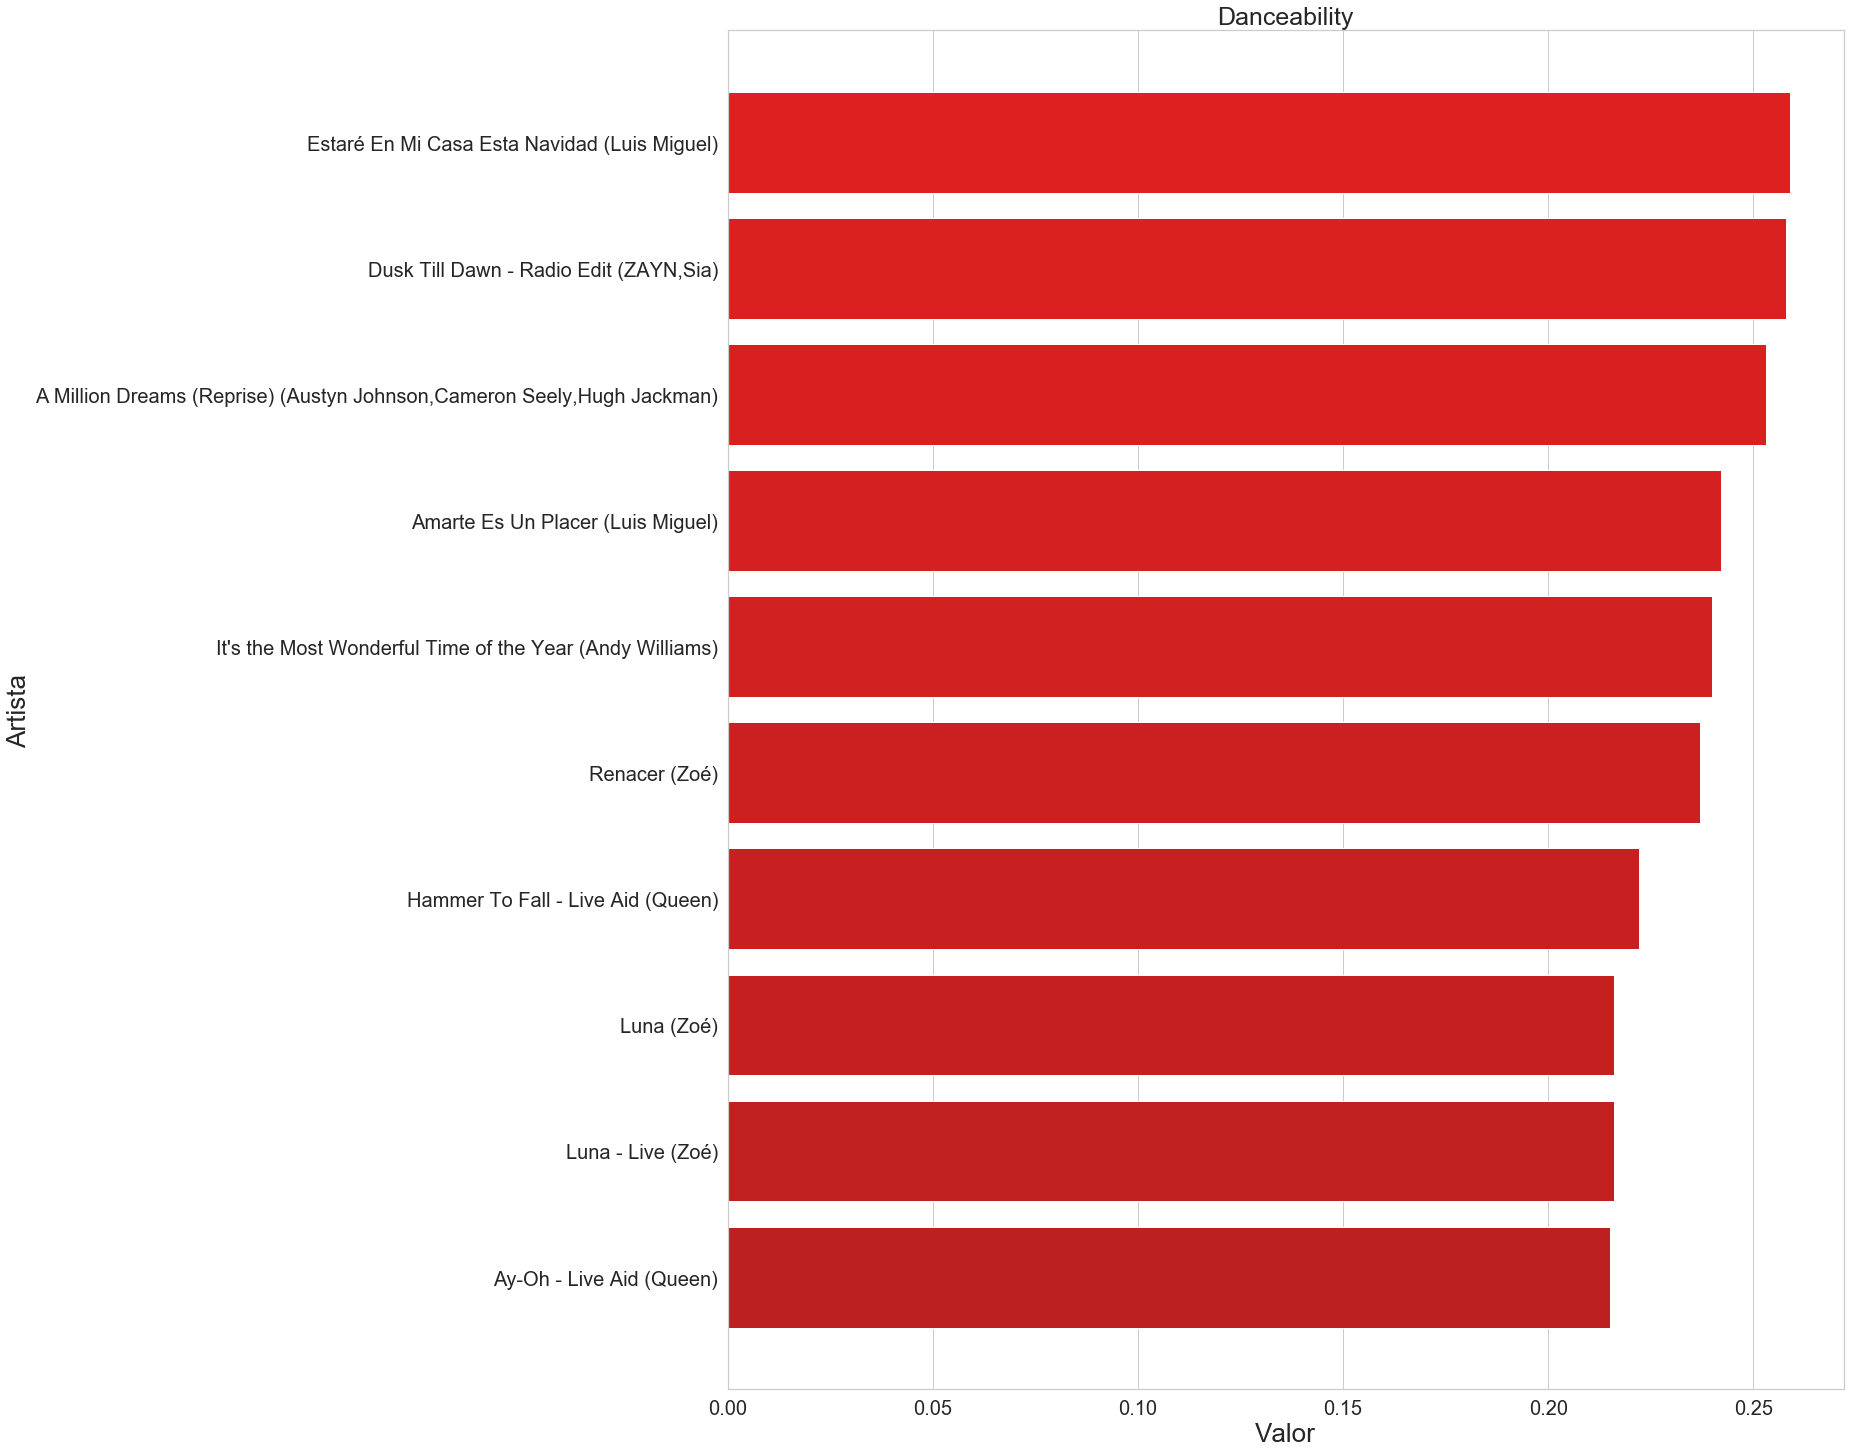 Danceability
Estaré En Mi Casa Esta Navidad (Luis Miguel)
Dusk Till Dawn - Radio Edit (ZAYN,Sia)
A Million Dreams (Reprise) (Austyn Johnson,Cameron Seely,Hugh Jackman)
Amarte Es Un Placer (Luis Miguel)
It's the Most Wonderful Time of the Year (Andy Williams)
Artista
Renacer (Zoé)
Hammer To Fall - Live Aid (Queen)
Luna (Zoé)
Luna - Live (Zoé)
Ay-Oh - Live Aid (Queen)
0.00 0.05 0.10 0.15 0.20 0.25
Valor